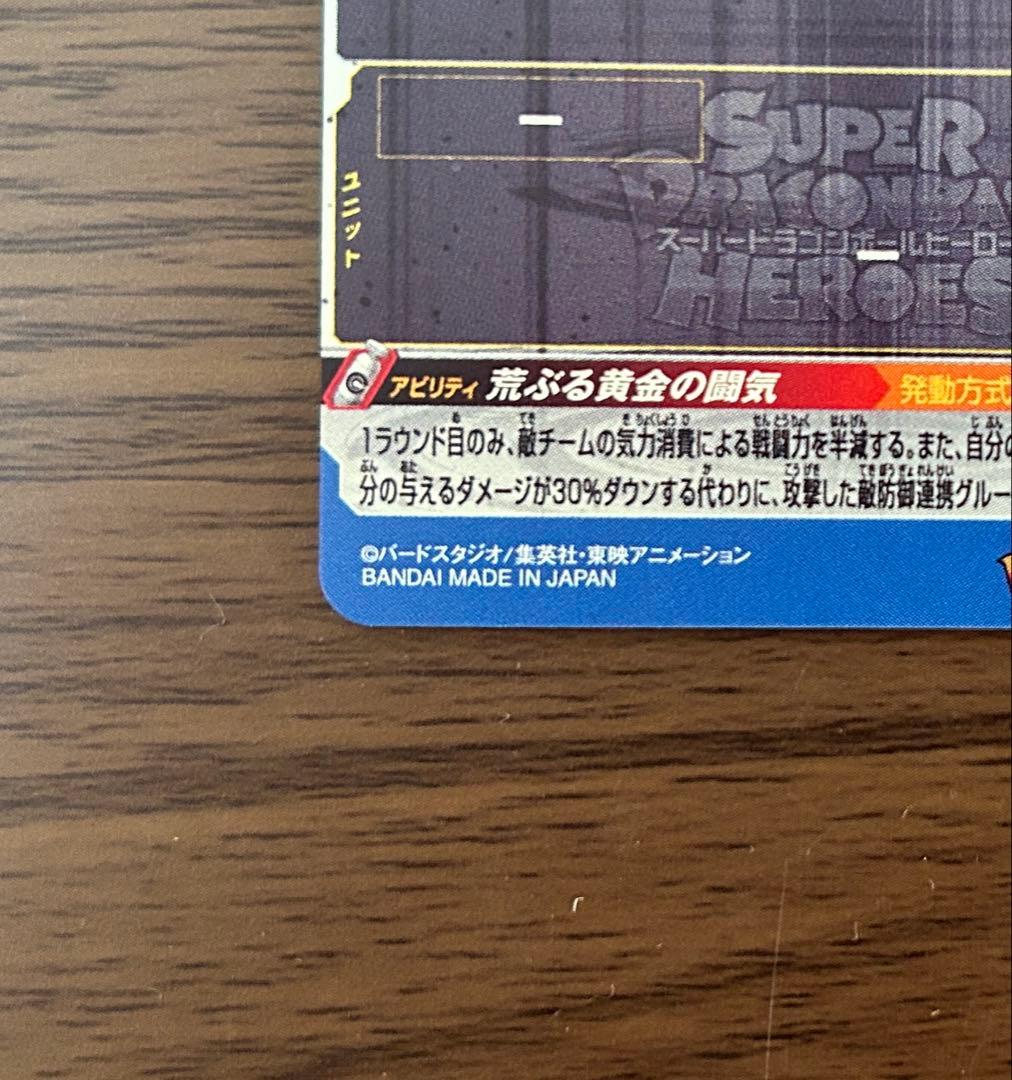 ー
SUPER
DRAGON BA
スーパードラゴンボールヒーロー
HEROES
ー
ユニット
アビリティ 荒ぶる黄金の闘気 発動方式
1ラウンド目のみ、敵チームの気力消費による戦闘力を半減する。また、自分の
分の与えるダメージが30%ダウンする代わりに、攻撃した敵防御連携グルー
©バードスタジオ/集英社・東映アニメーション
BANDAI MADE IN JAPAN